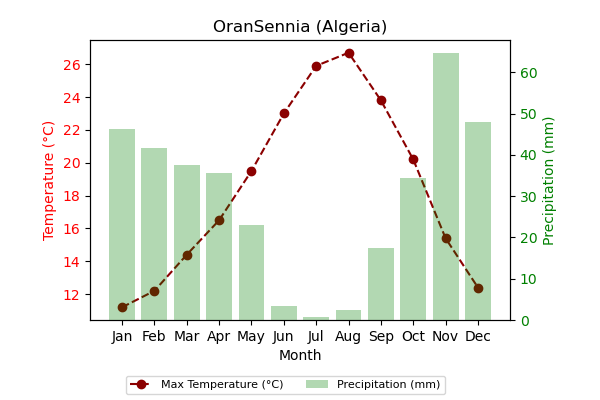 OranSennia (Algeria)
26
24
22
20
18
16
14
12
Temperature (°C)
60
50
40
30
20
10
0
Precipitation (mm)
Jan Feb Mar Apr May Jun Jul Aug Sep Oct Nov Dec
Month
Max Temperature (°C) Precipitation (mm)